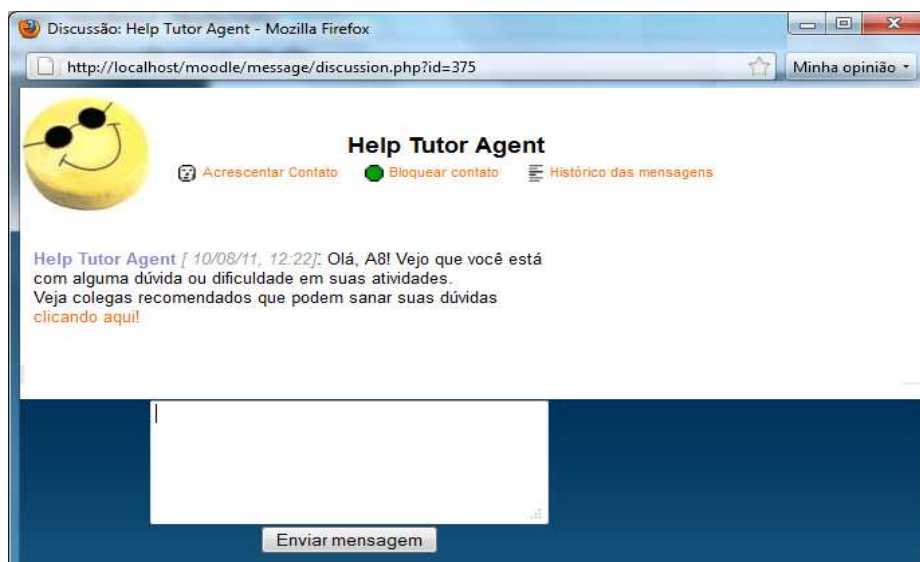 Discussão: Help Tutor Agent - Mozilla Firefox
http://localhost/moodle/message/discussion.php?id=375
Minha opinião
Help Tutor Agent
Acrescentar Contato Bloquear contato Histórico das mensagens
Help Tutor Agent [ 10/08/11, 12:22]: Olá, A8! Vejo que você está
com alguma dúvida ou dificuldade em suas atividades.
Veja colegas recomendados que podem sanar suas dúvidas
clicando aqui!
Enviar mensagem